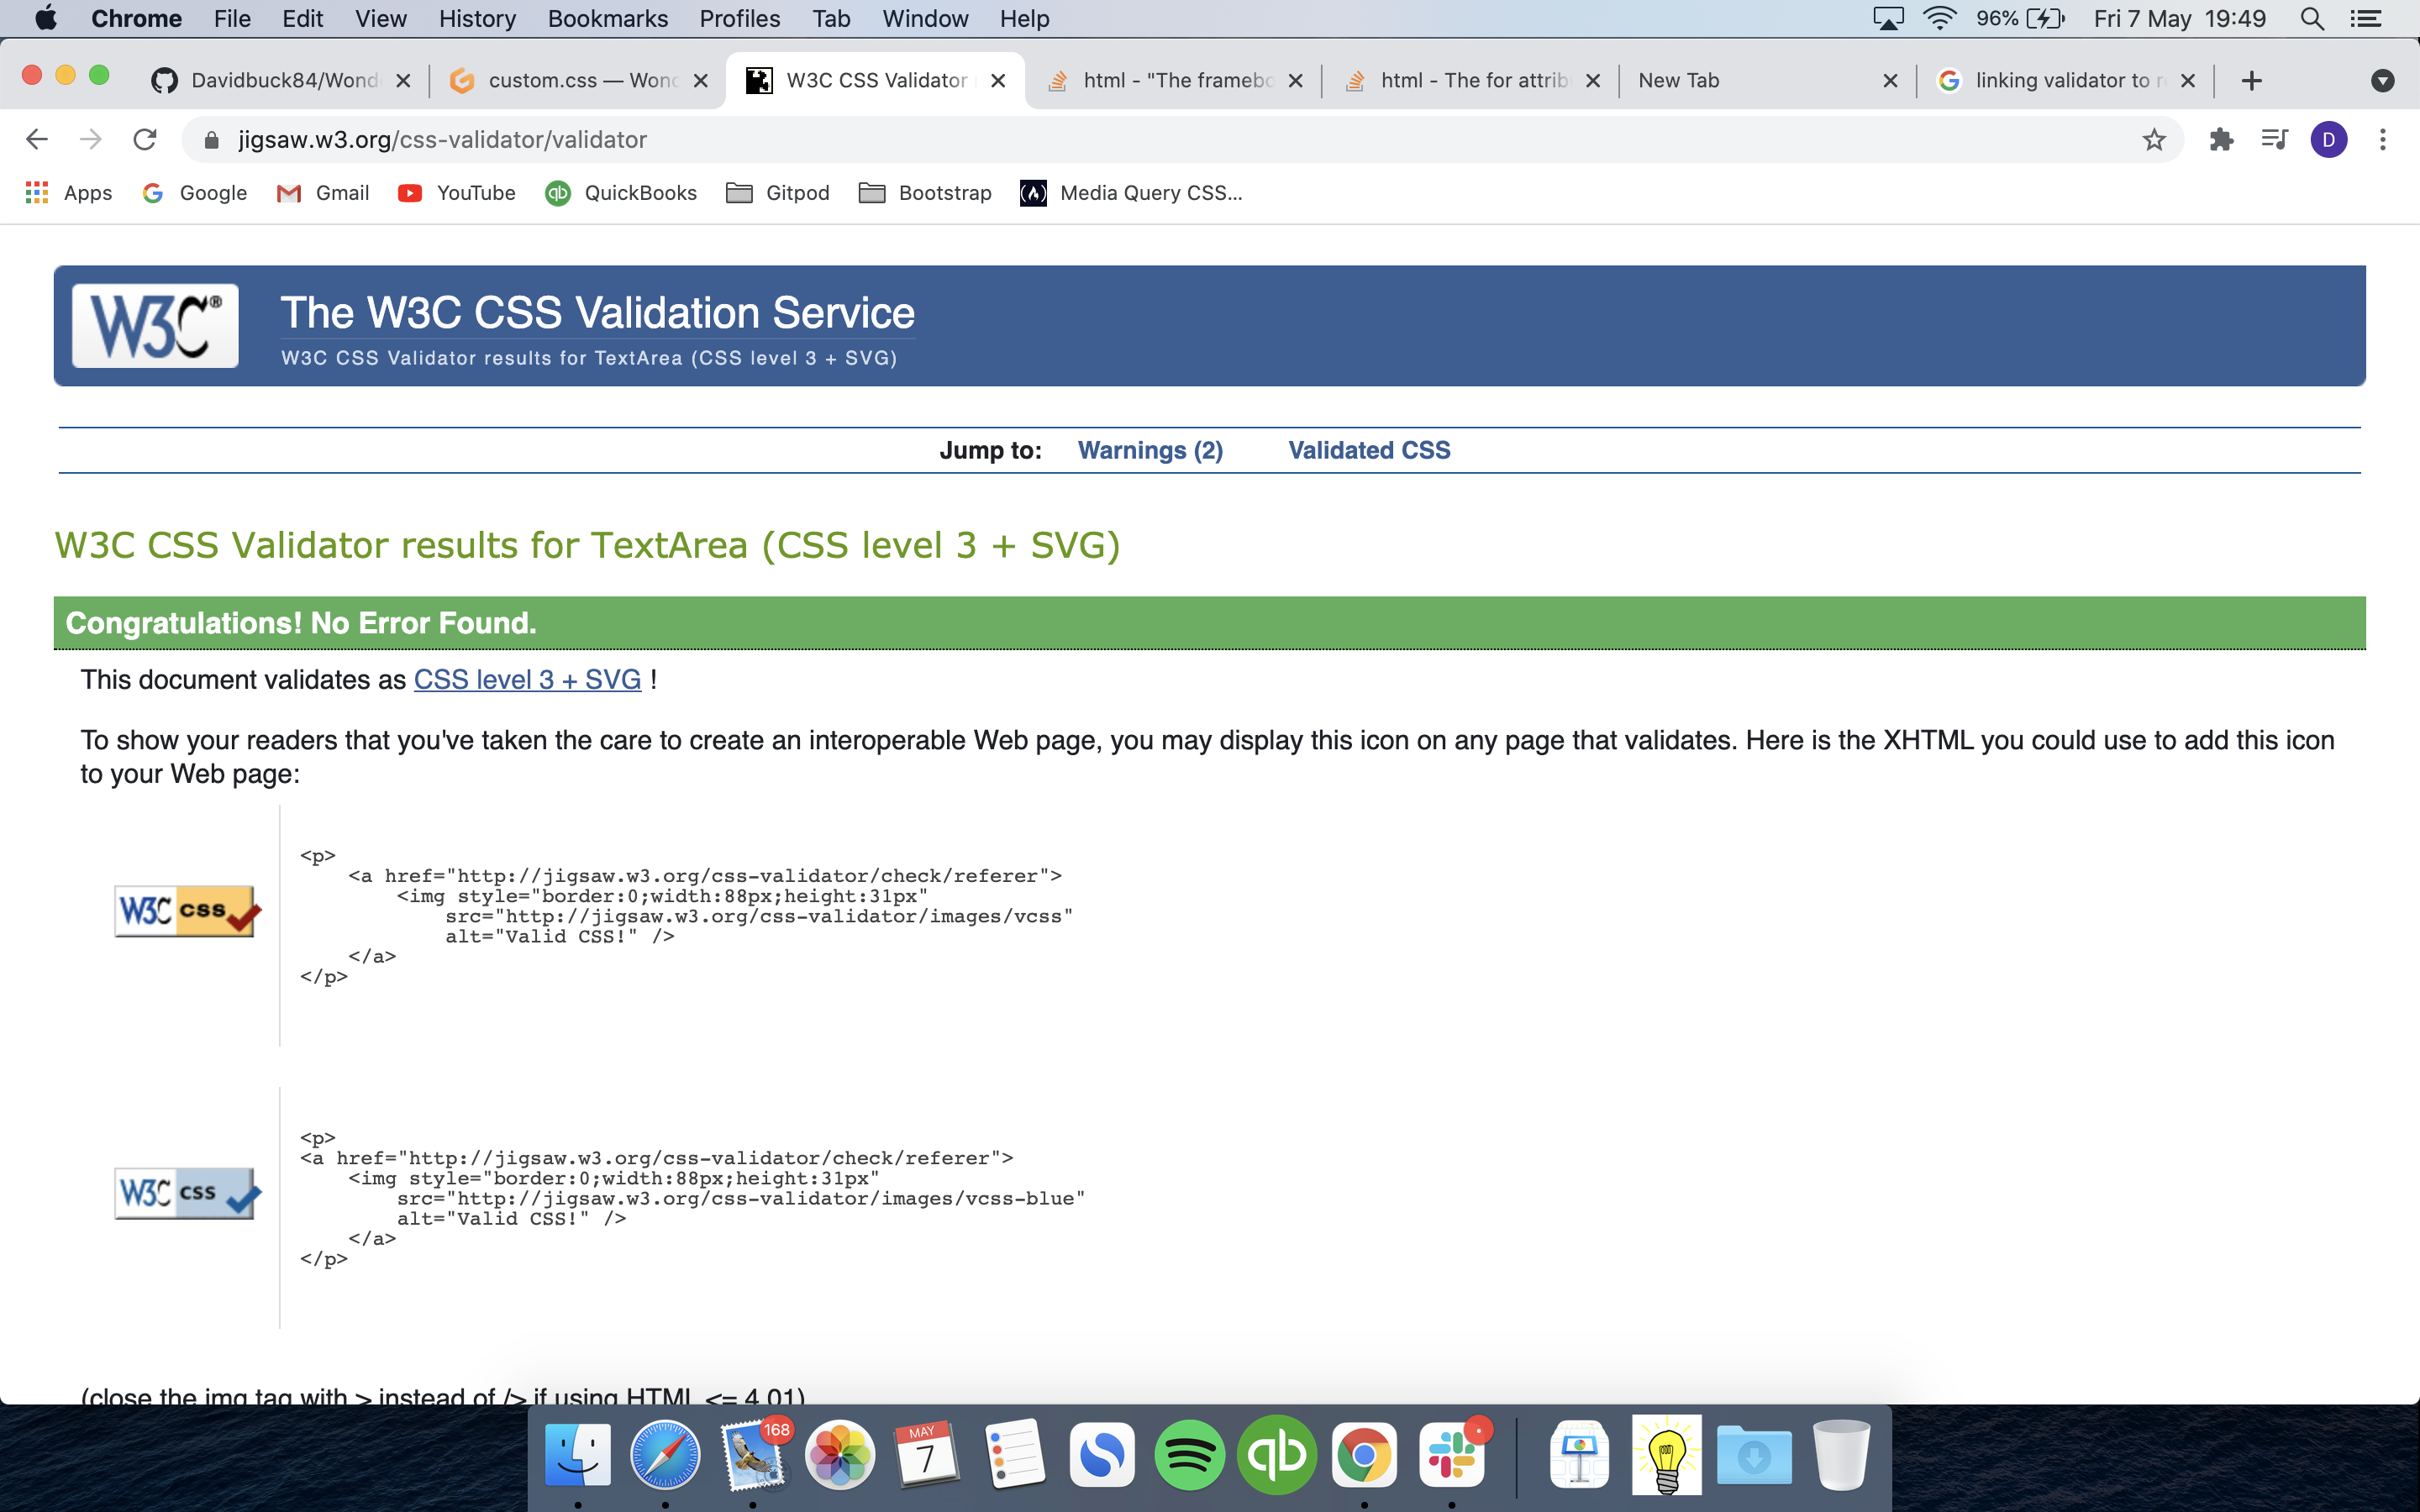 Chrome File Edit View History Bookmarks Profiles Tab Window Help 96% Fri 7 May 19:49
Davidbuck84/Wond custom.css — Wond W3C CSS Validator html - "The framebo html - The for attrib New Tab linking validator to r
jigsaw.w3.org/css-validator/validator D
Apps Google Gmail YouTube QuickBooks Gitpod Bootstrap Media Query CSS...
W3C® The W3C CSS Validation Service
W3C CSS Validator results for TextArea (CSS level 3 + SVG)
Jump to: Warnings (2) Validated CSS
W3C CSS Validator results for TextArea (CSS level 3 + SVG)
Congratulations! No Error Found.
This document validates as CSS level 3 + SVG !
To show your readers that you've taken the care to create an interoperable Web page, you may display this icon on any page that validates. Here is the XHTML you could use to add this icon
to your Web page:
W3C css
<p>
<a href="http://jigsaw.w3.org/css-validator/check/referer">
<img style="border:0;width:88px;height:31px"
src="http://jigsaw.w3.org/css-validator/images/vcss"
alt="Valid CSS!" />
</a>
</p>
W3C css
<p>
<a href="http://jigsaw.w3.org/css-validator/check/referer">
<img style="border:0;width:88px;height:31px"
src="http://jigsaw.w3.org/css-validator/images/vcss-blue"
alt="Valid CSS!" />
</a>
</p>
(close the img tag with > instead of /> if using HTML <= 4.01)
168 MAY 7 qb